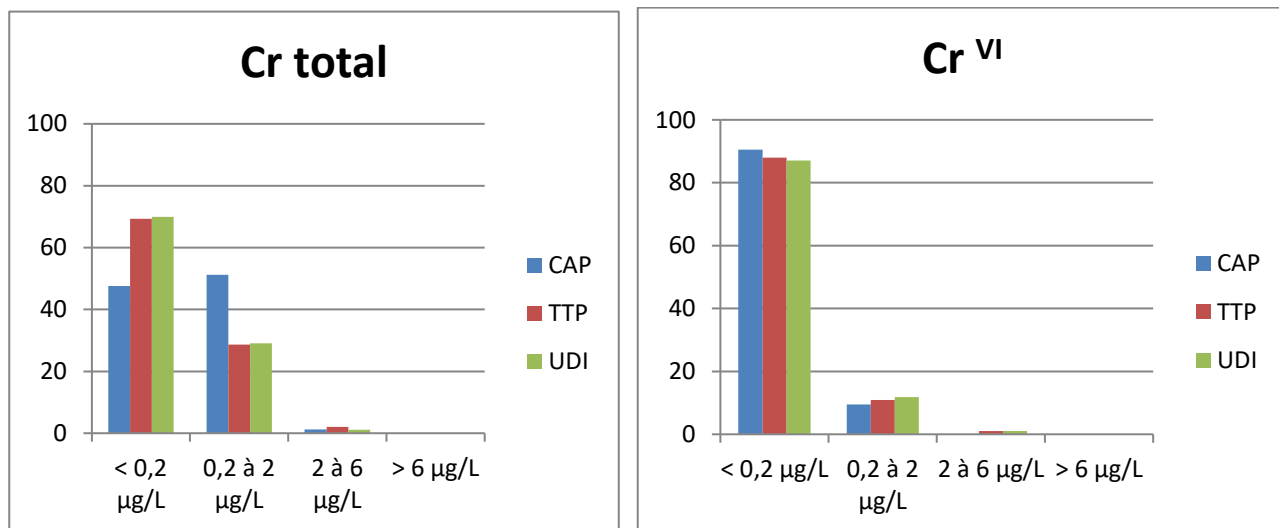 Cr total
100
80
60
40
20
0
< 0,2
µg/L
0,2 à 2
µg/L
2 à 6
µg/L
> 6 µg/L
CAP
TTP
UDI
Cr VI
100
80
60
40
20
0
< 0,2 µg/L
0,2 à 2
µg/L
2 à 6 µg/L
> 6 µg/L
CAP
TTP
UDI